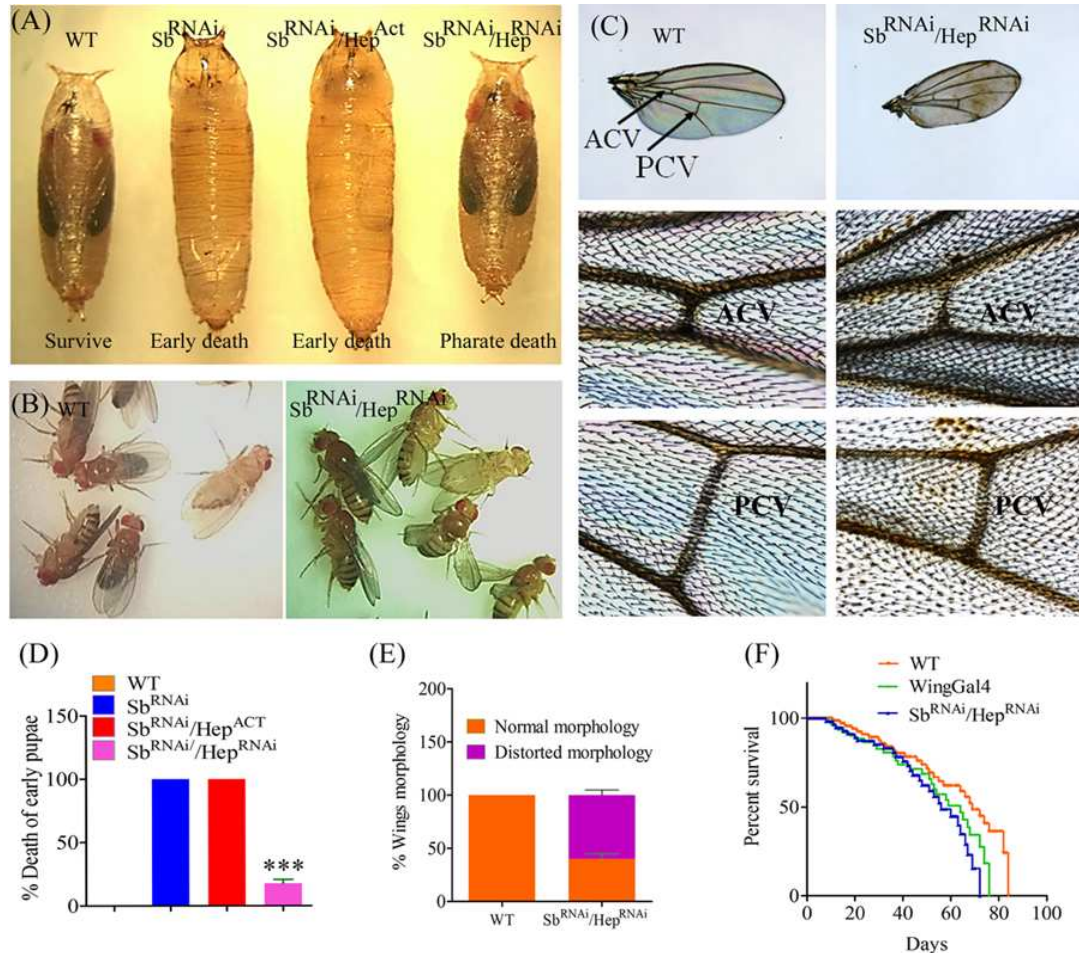 (A)
WT
Sb^RNAi
Sb^RNAi/Hep^Act
Sb^RNAi/Hep^RNAi
Survive
Early death
Early death
Pharate death
(B)
WT
Sb^RNAi/Hep^RNAi
(C)
WT
Sb^RNAi/Hep^RNAi
ACV
PCV
ACV
ACV
PCV
PCV
(D)
WT
Sb^RNAi
Sb^RNAi/Hep^ACT
Sb^RNAi//Hep^RNAi
% Death of early pupae
150
100
50
0
***
(E)
Normal morphology
Distorted morphology
% Wings morphology
200
150
100
50
0
WT
Sb^RNAi/Hep^RNAi
(F)
WT
WingGal4
Sb^RNAi/Hep^RNAi
Percent survival
100
50
0
0 20 40 60 80 100
Days